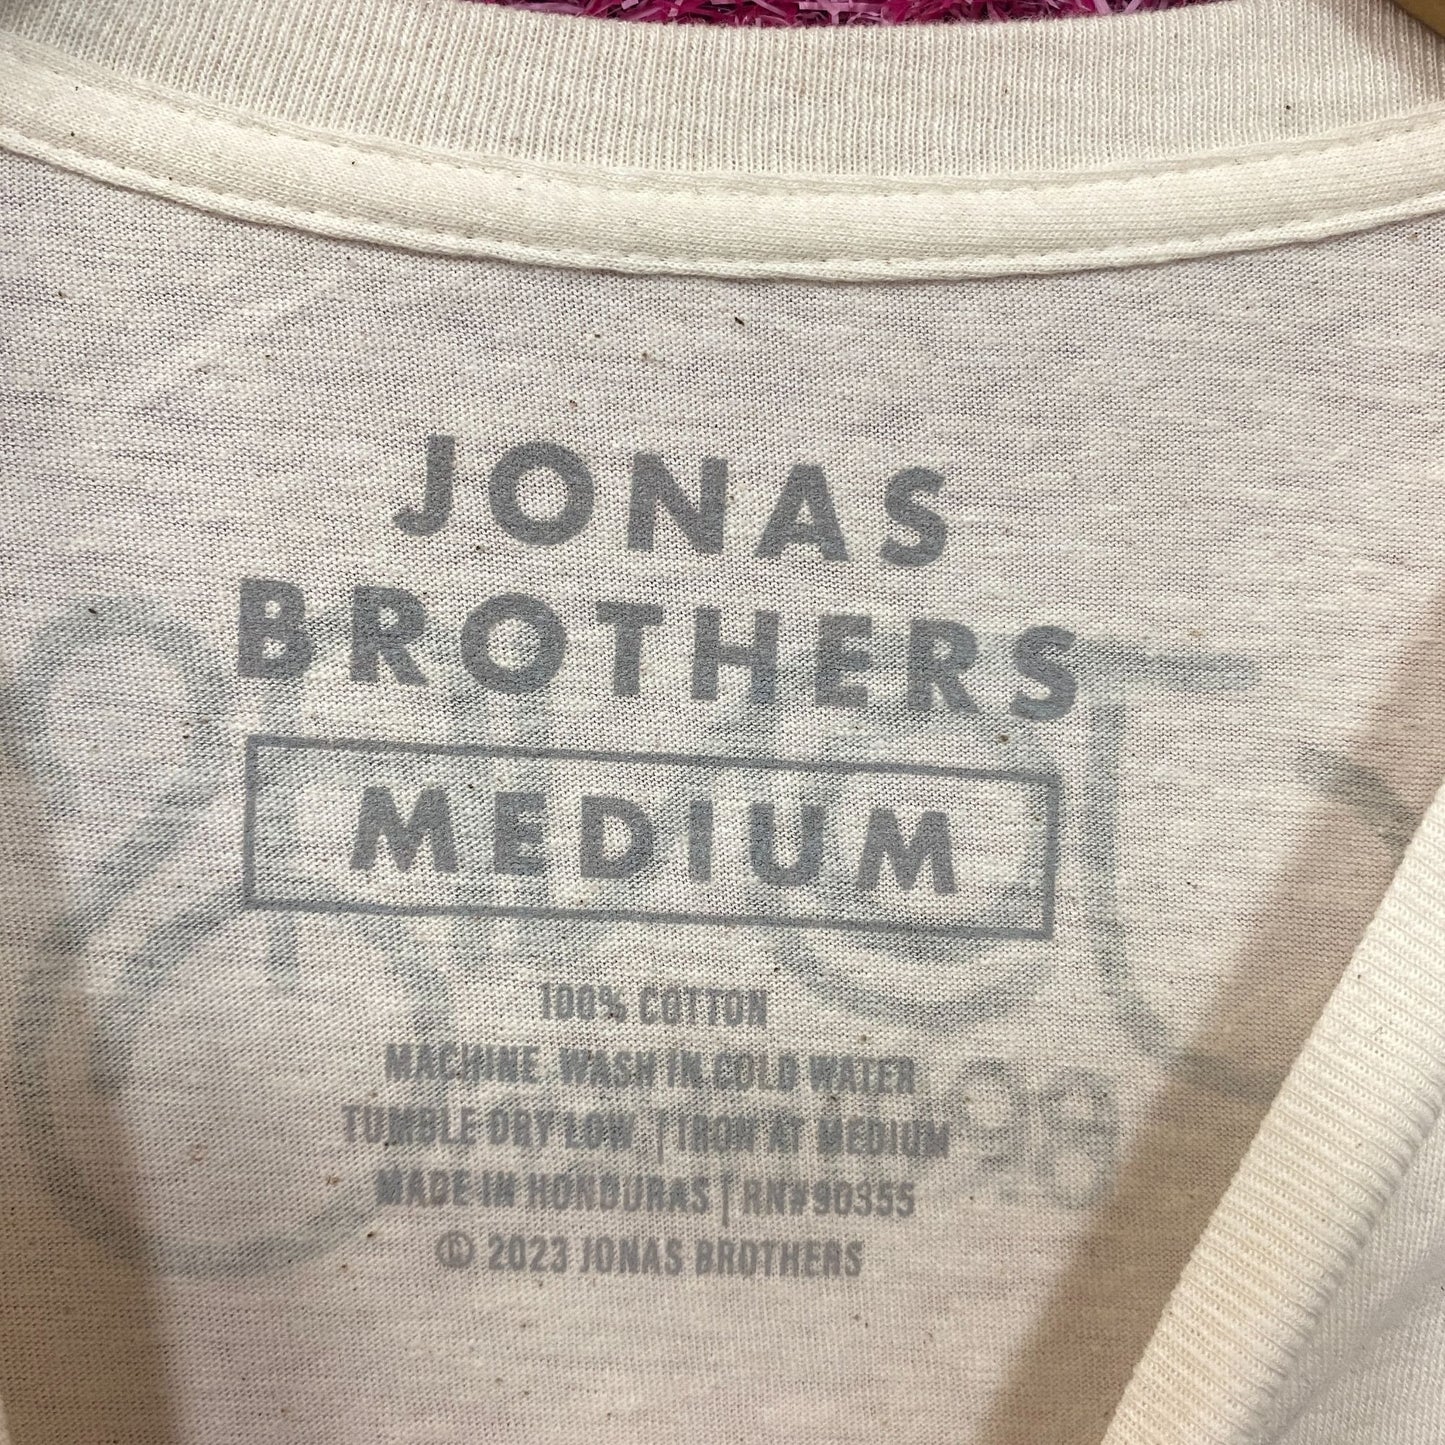 JONAS
BROTHERS
MEDIUM
100% COTTON
MACHINE WASH IN COLD WATER
TUMBLE DRY LOW | IRON AT MEDIUM
MADE IN HONDURAS | RN#90355
© 2023 JONAS BROTHERS